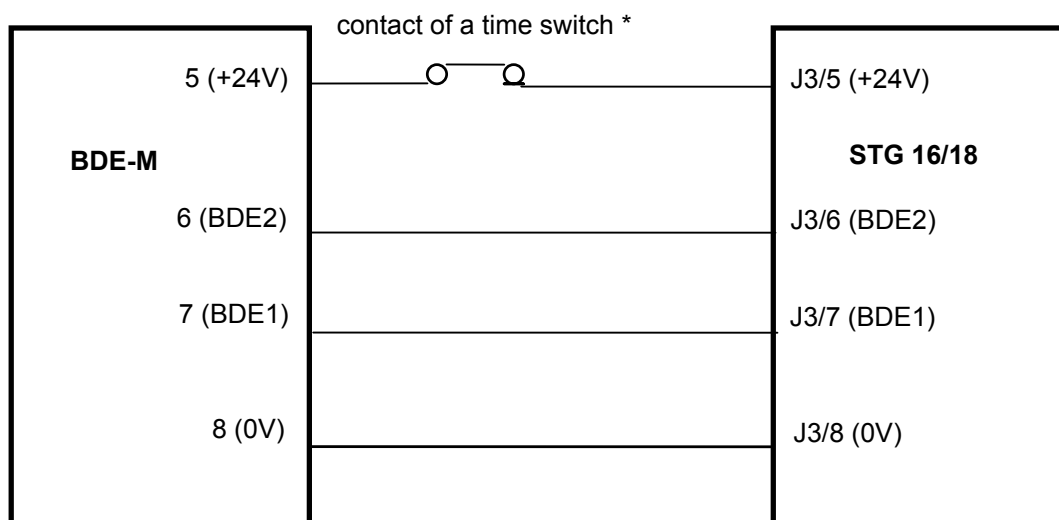 contact of a time switch *
5 (+24V)
J3/5 (+24V)
BDE-M
STG 16/18
6 (BDE2)
J3/6 (BDE2)
7 (BDE1)
J3/7 (BDE1)
8 (0V)
J3/8 (0V)